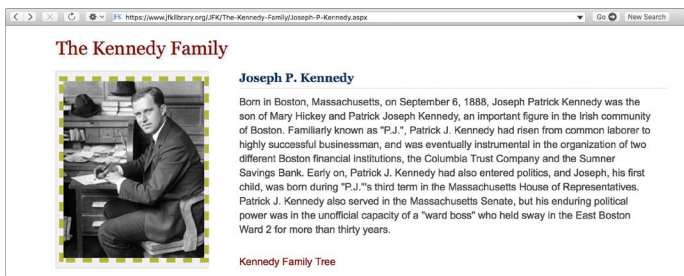 JFK https://www.jfklibrary.org/JFK/The-Kennedy-Family/Joseph-P-Kennedy.aspx Go New Search
The Kennedy Family
Joseph P. Kennedy
Born in Boston, Massachusetts, on September 6, 1888, Joseph Patrick Kennedy was the
son of Mary Hickey and Patrick Joseph Kennedy, an important figure in the Irish community
of Boston. Familiarly known as "P.J.", Patrick J. Kennedy had risen from common laborer to
highly successful businessman, and was eventually instrumental in the organization of two
different Boston financial institutions, the Columbia Trust Company and the Sumner
Savings Bank. Early on, Patrick J. Kennedy had also entered politics, and Joseph, his first
child, was born during "P.J."'s third term in the Massachusetts House of Representatives.
Patrick J. Kennedy also served in the Massachusetts Senate, but his enduring political
power was in the unofficial capacity of a "ward boss" who held sway in the East Boston
Ward 2 for more than thirty years.
Kennedy Family Tree